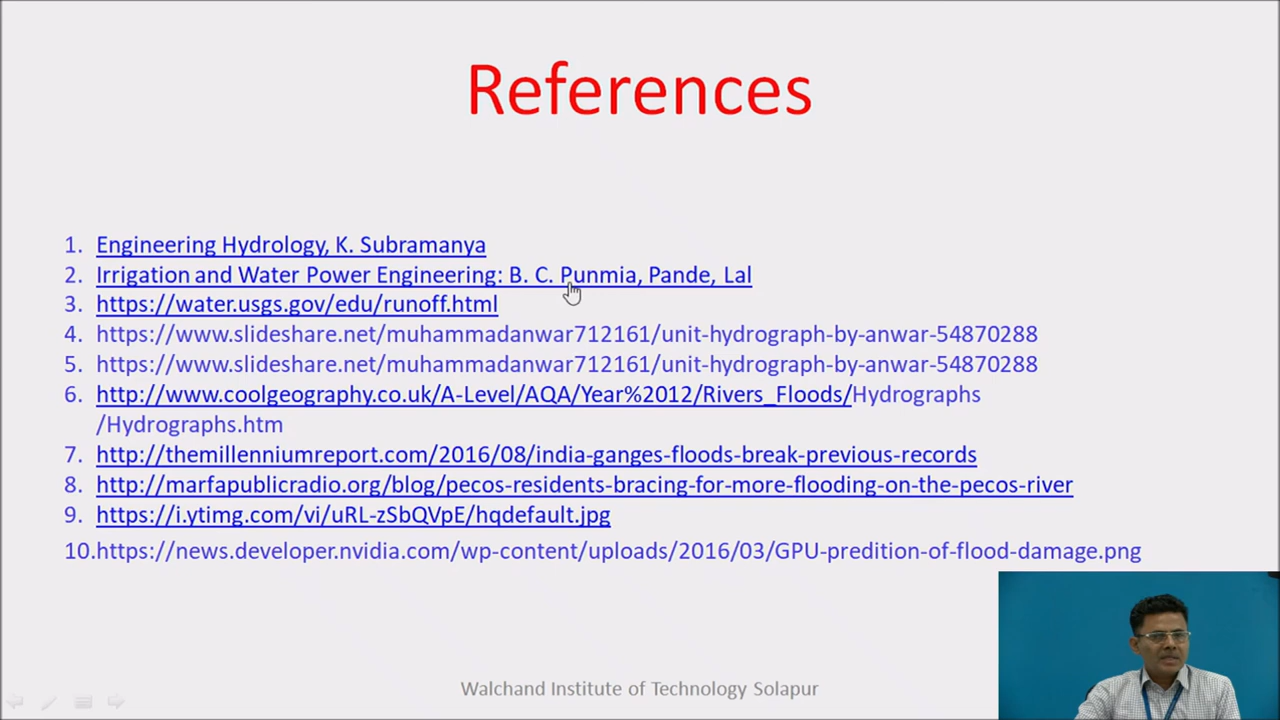 References
1. Engineering Hydrology, K. Subramanya
2. Irrigation and Water Power Engineering: B. C. Punmia, Pande, Lal
3. https://water.usgs.gov/edu/runoff.html
4. https://www.slideshare.net/muhammadanwar712161/unit-hydrograph-by-anwar-54870288
5. https://www.slideshare.net/muhammadanwar712161/unit-hydrograph-by-anwar-54870288
6. http://www.coolgeography.co.uk/A-Level/AQA/Year%2012/Rivers_Floods/Hydrographs
/Hydrographs.htm
7. http://themillenniumreport.com/2016/08/india-ganges-floods-break-previous-records
8. http://marfapublicradio.org/blog/pecos-residents-bracing-for-more-flooding-on-the-pecos-river
9. https://i.ytimg.com/vi/uRL-zSbQVpE/hqdefault.jpg
10.https://news.developer.nvidia.com/wp-content/uploads/2016/03/GPU-predition-of-flood-damage.png
Walchand Institute of Technology Solapur